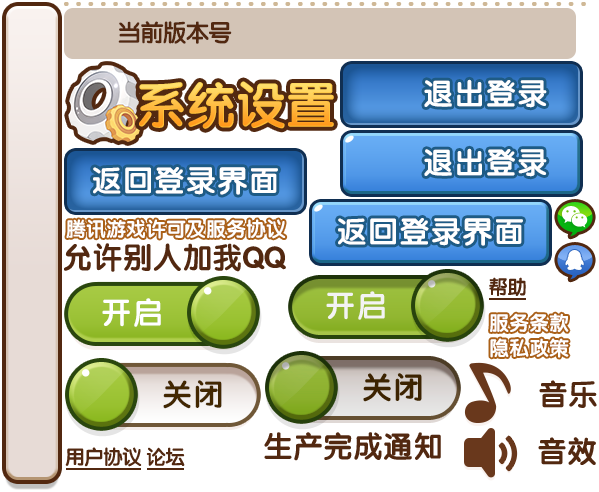 当前版本号
系统设置
退出登录
退出登录
返回登录界面
返回登录界面
腾讯游戏许可及服务协议
允许别人加我QQ
开启
开启
帮助
服务条款
隐私政策
关闭
关闭
音乐
生产完成通知
音效
用户协议 论坛